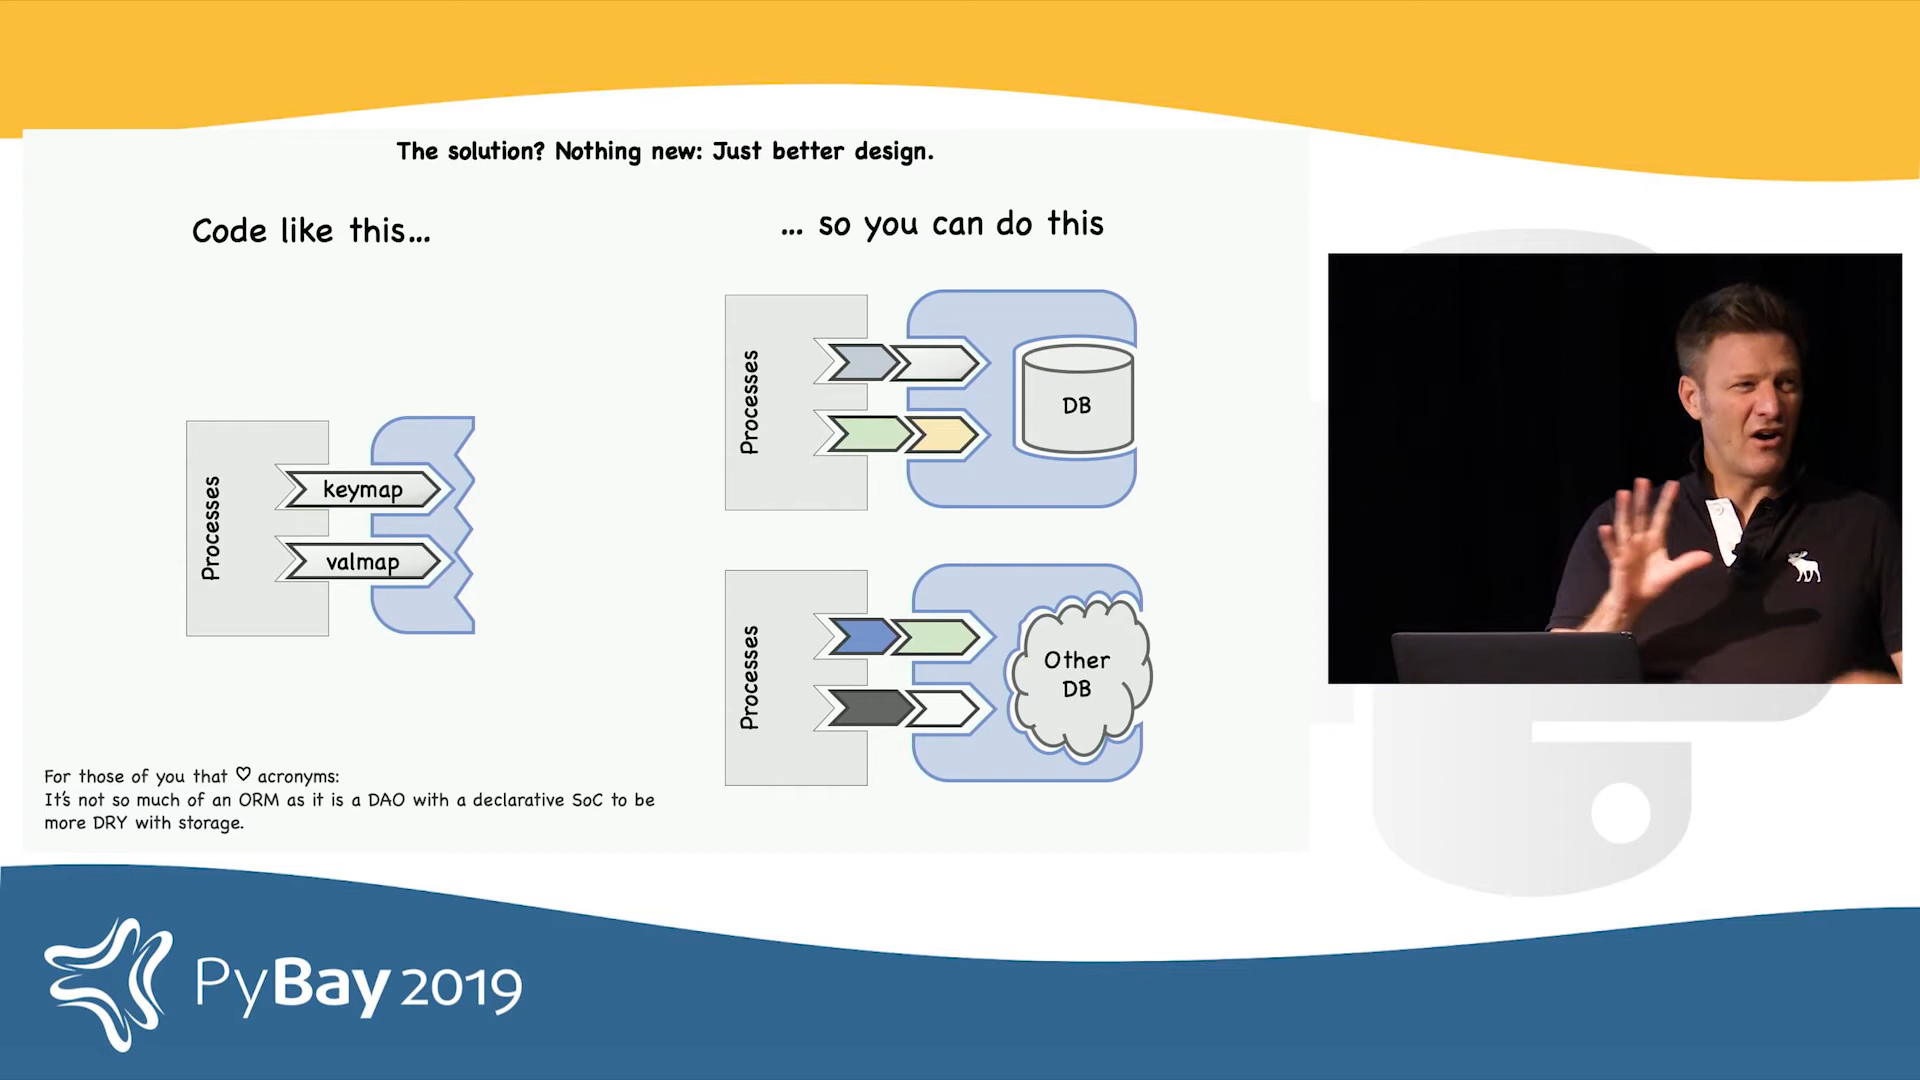 The solution? Nothing new: Just better design.
Code like this...
... so you can do this
Processes
keymap
valmap
Processes
DB
Processes
Other
DB
For those of you that ♡ acronyms:
It's not so much of an ORM as it is a DAO with a declarative SoC to be
more DRY with storage.
PyBay 2019